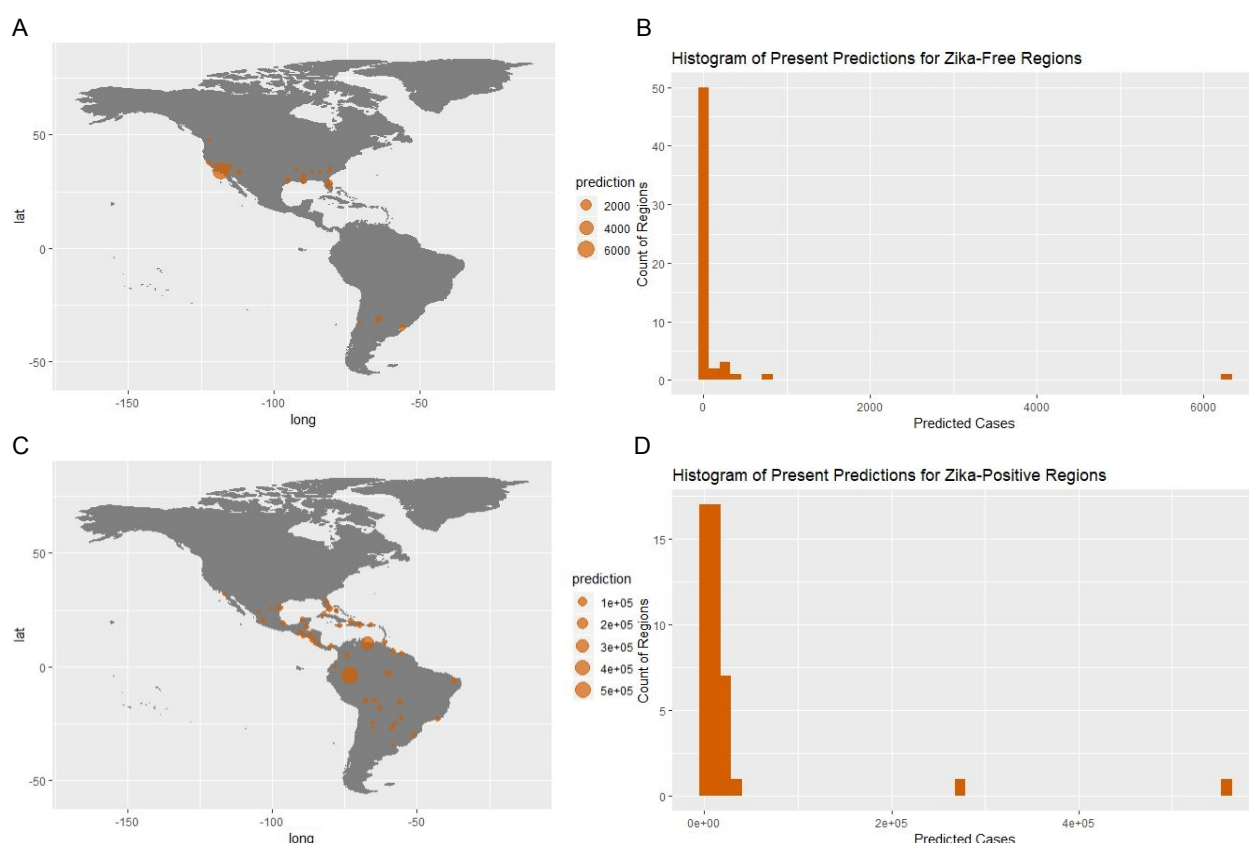 A
B
Histogram of Present Predictions for Zika-Free Regions
lat
50
0
-50
-150
-100
-50
long
prediction
2000
4000
6000
Count of Regions
50
40
30
20
10
0
0
2000
4000
6000
Predicted Cases
C
D
Histogram of Present Predictions for Zika-Positive Regions
lat
50
0
-50
-150
-100
-50
long
prediction
1e+05
2e+05
3e+05
4e+05
5e+05
Count of Regions
15
10
5
0
0e+00
2e+05
4e+05
Predicted Cases